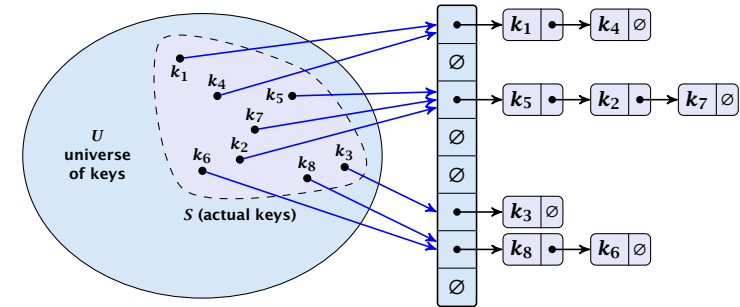 k₁
k₄
k₅
k₇
k₂
k₆
k₈
k₃
U
universe
of keys
S (actual keys)
k₁ k₄ ∅
∅
k₅ k₂ k₇ ∅
∅
∅
k₃ ∅
k₈ k₆ ∅
∅